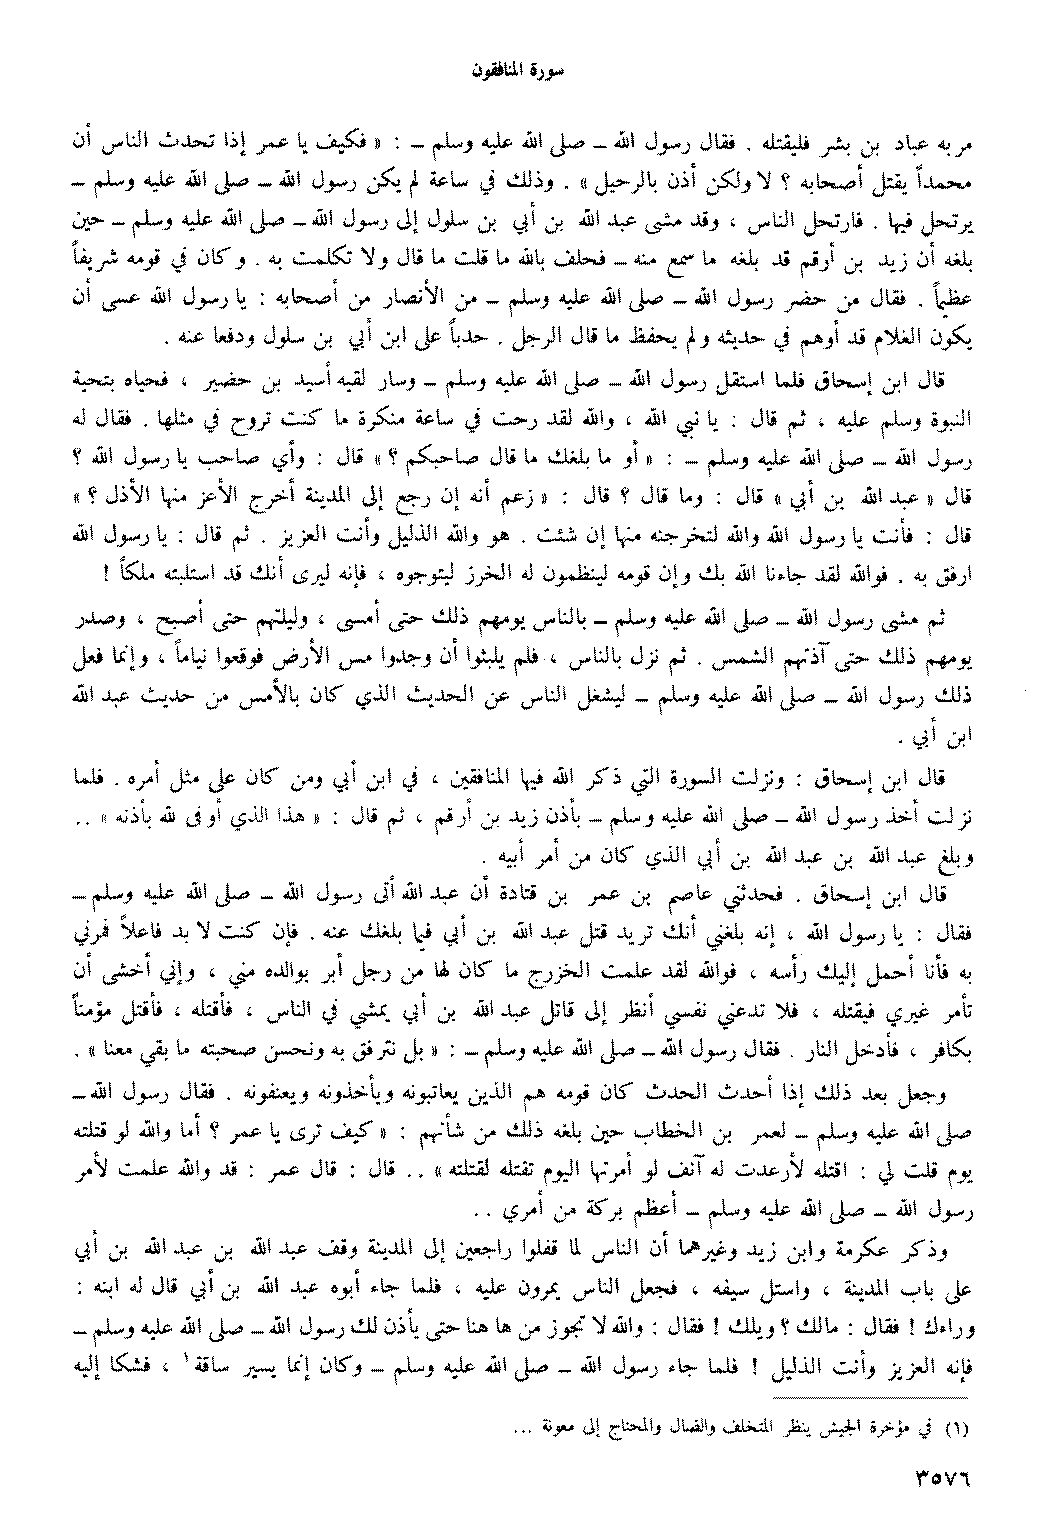 سورة المنافقون
مر به عباد بن بشر فليقتله . فقال رسول الله – صلى الله عليه وسلم – : « فكيف يا عمر إذا تحدث الناس أن
محمداً يقتل أصحابه ؟ لا ولكن أذن بالرحيل » . وذلك في ساعة لم يكن رسول الله – صلى الله عليه وسلم –
يرتحل فيها . فارتحل الناس ، وقد مشى عبد الله بن أبي بن سلول إلى رسول الله – صلى الله عليه وسلم – حين
بلغه أن زيد بن أرقم قد بلغه ما سمع منه – فحلف بالله ما قلت ما قال ولا تكلمت به . وكان في قومه شريفاً
عظيماً . فقال من حضر رسول الله – صلى الله عليه وسلم – من الأنصار من أصحابه : يا رسول الله عسى أن
يكون الغلام قد أوهم في حديثه ولم يحفظ ما قال الرجل . حدباً على ابن أبي بن سلول ودفعا عنه .
قال ابن إسحاق فلما استقل رسول الله – صلى الله عليه وسلم – وسار لقيه أسيد بن حضير ، فحياه بتحية
النبوة وسلم عليه ، ثم قال : يا نبي الله ، والله لقد رحت في ساعة منكرة ما كنت تروح في مثلها . فقال له
رسول الله – صلى الله عليه وسلم – : « أو ما بلغك ما قال صاحبكم ؟ » قال : وأي صاحب يا رسول الله ؟
قال « عبد الله بن أبي » قال : وما قال ؟ قال : « زعم أنه إن رجع إلى المدينة أخرج الأعز منها الأذل ؟ »
قال : فأنت يا رسول الله والله لتخرجنه منها إن شئت . هو والله الذليل وأنت العزيز . ثم قال : يا رسول الله
ارفق به . فوالله لقد جاءنا الله بك وإن قومه لينظمون له الخرز ليتوجوه ، فإنه ليرى أنك قد استلبته ملكاً !
ثم مشى رسول الله – صلى الله عليه وسلم – بالناس يومهم ذلك حتى أمسى ، وليلتهم حتى أصبح ، وصدر
يومهم ذلك حتى آذتهم الشمس . ثم نزل بالناس ، فلم يلبثوا أن وجدوا مس الأرض فوقعوا نياماً ، وإنما فعل
ذلك رسول الله – صلى الله عليه وسلم – ليشغل الناس عن الحديث الذي كان بالأمس من حديث عبد الله
ابن أبي .
قال ابن إسحاق : ونزلت السورة التي ذكر الله فيها المنافقين ، في ابن أبي ومن كان على مثل أمره . فلما
نزلت أخذ رسول الله – صلى الله عليه وسلم – بأذن زيد بن أرقم ، ثم قال : « هذا الذي أوفى لله بأذنه » ..
وبلغ عبد الله بن عبد الله بن أبي الذي كان من أمر أبيه .
قال ابن إسحاق . فحدثني عاصم بن عمر بن قتادة أن عبد الله أتى رسول الله – صلى الله عليه وسلم –
فقال : يا رسول الله ، إنه بلغني أنك تريد قتل عبد الله بن أبي فيما بلغك عنه . فإن كنت لا بد فاعلاً فمرني
به فأنا أحمل إليك رأسه ، فوالله لقد علمت الخزرج ما كان لها من رجل أبر بوالده مني ، وإني أخشى أن
تأمر غيري فيقتله ، فلا تدعني نفسي أنظر إلى قاتل عبد الله بن أبي يمشي في الناس ، فأقتله ، فأقتل مؤمناً
بكافر ، فأدخل النار . فقال رسول الله – صلى الله عليه وسلم – : « بل نترفق به ونحسن صحبته ما بقي معنا » .
وجعل بعد ذلك إذا أحدث الحدث كان قومه هم الذين يعاتبونه ويأخذونه ويعنفونه . فقال رسول الله –
صلى الله عليه وسلم – لعمر بن الخطاب حين بلغه ذلك من شأنهم : « كيف ترى يا عمر ؟ أما والله لو قتلته
يوم قلت لي : اقتله لأرعدت له آنف لو أمرتها اليوم تقتله لقتلته » .. قال : قال عمر : قد والله علمت لأمر
رسول الله – صلى الله عليه وسلم – أعظم بركة من أمري ..
وذكر عكرمة وابن زيد وغيرهما أن الناس لما قفلوا راجعين إلى المدينة وقف عبد الله بن عبد الله بن أبي
على باب المدينة ، واستل سيفه ، فجعل الناس يمرون عليه ، فلما جاء أبوه عبد الله بن أبي قال له ابنه :
وراءك ! فقال : مالك ؟ ويلك ! فقال : والله لا تجوز من ها هنا حتى يأذن لك رسول الله – صلى الله عليه وسلم –
فإنه العزيز وأنت الذليل ! فلما جاء رسول الله – صلى الله عليه وسلم – وكان إنما يسير ساقة ١ ، فشكا إليه
(١) في مؤخرة الجيش ينظر المتخلف والضال والمحتاج إلى معونة ...
٣٥٧٦